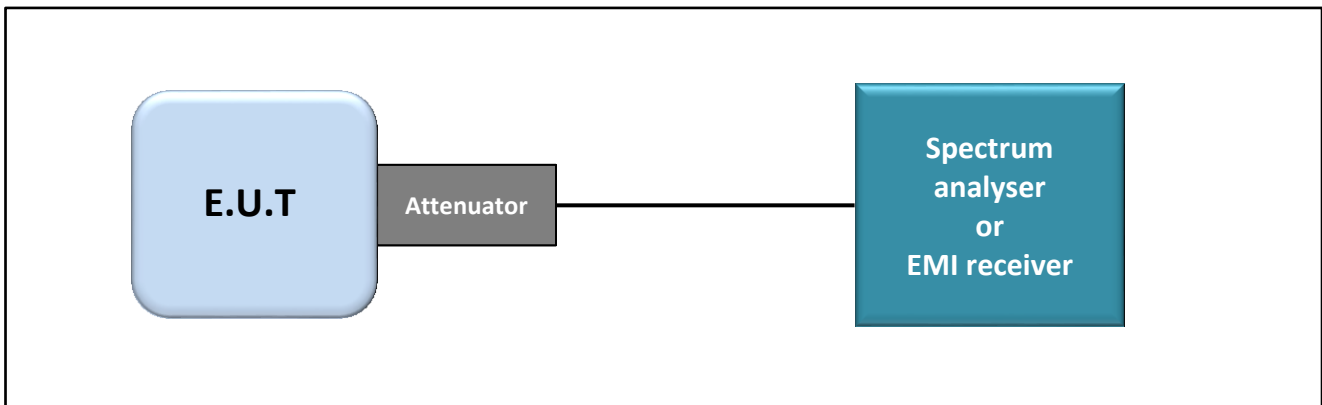 E.U.T
Attenuator
Spectrum
analyser
or
EMI receiver